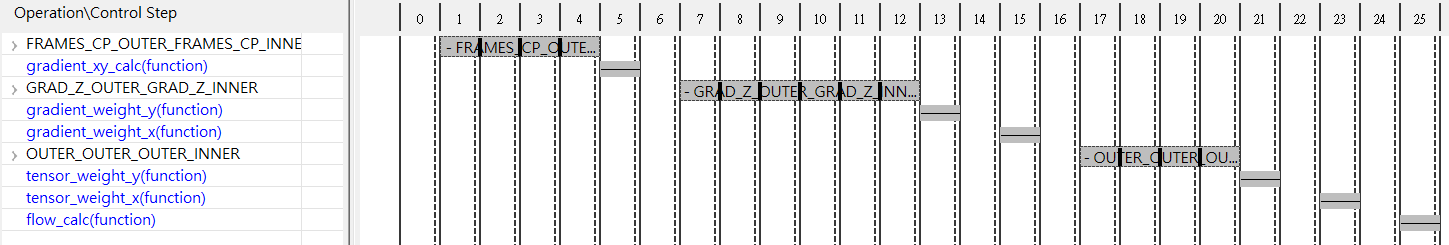 Operation\Control Step 0 1 2 3 4 5 6 7 8 9 10 11 12 13 14 15 16 17 18 19 20 21 22 23 24 25
FRAMES_CP_OUTER_FRAMES_CP_INNE - FRAMES_CP_OUTE...
gradient_xy_calc(function)
GRAD_Z_OUTER_GRAD_Z_INNER - GRAD_Z_OUTER_GRAD_Z_INN...
gradient_weight_y(function)
gradient_weight_x(function)
OUTER_OUTER_OUTER_INNER - OUTER_OUTER_OU...
tensor_weight_y(function)
tensor_weight_x(function)
flow_calc(function)